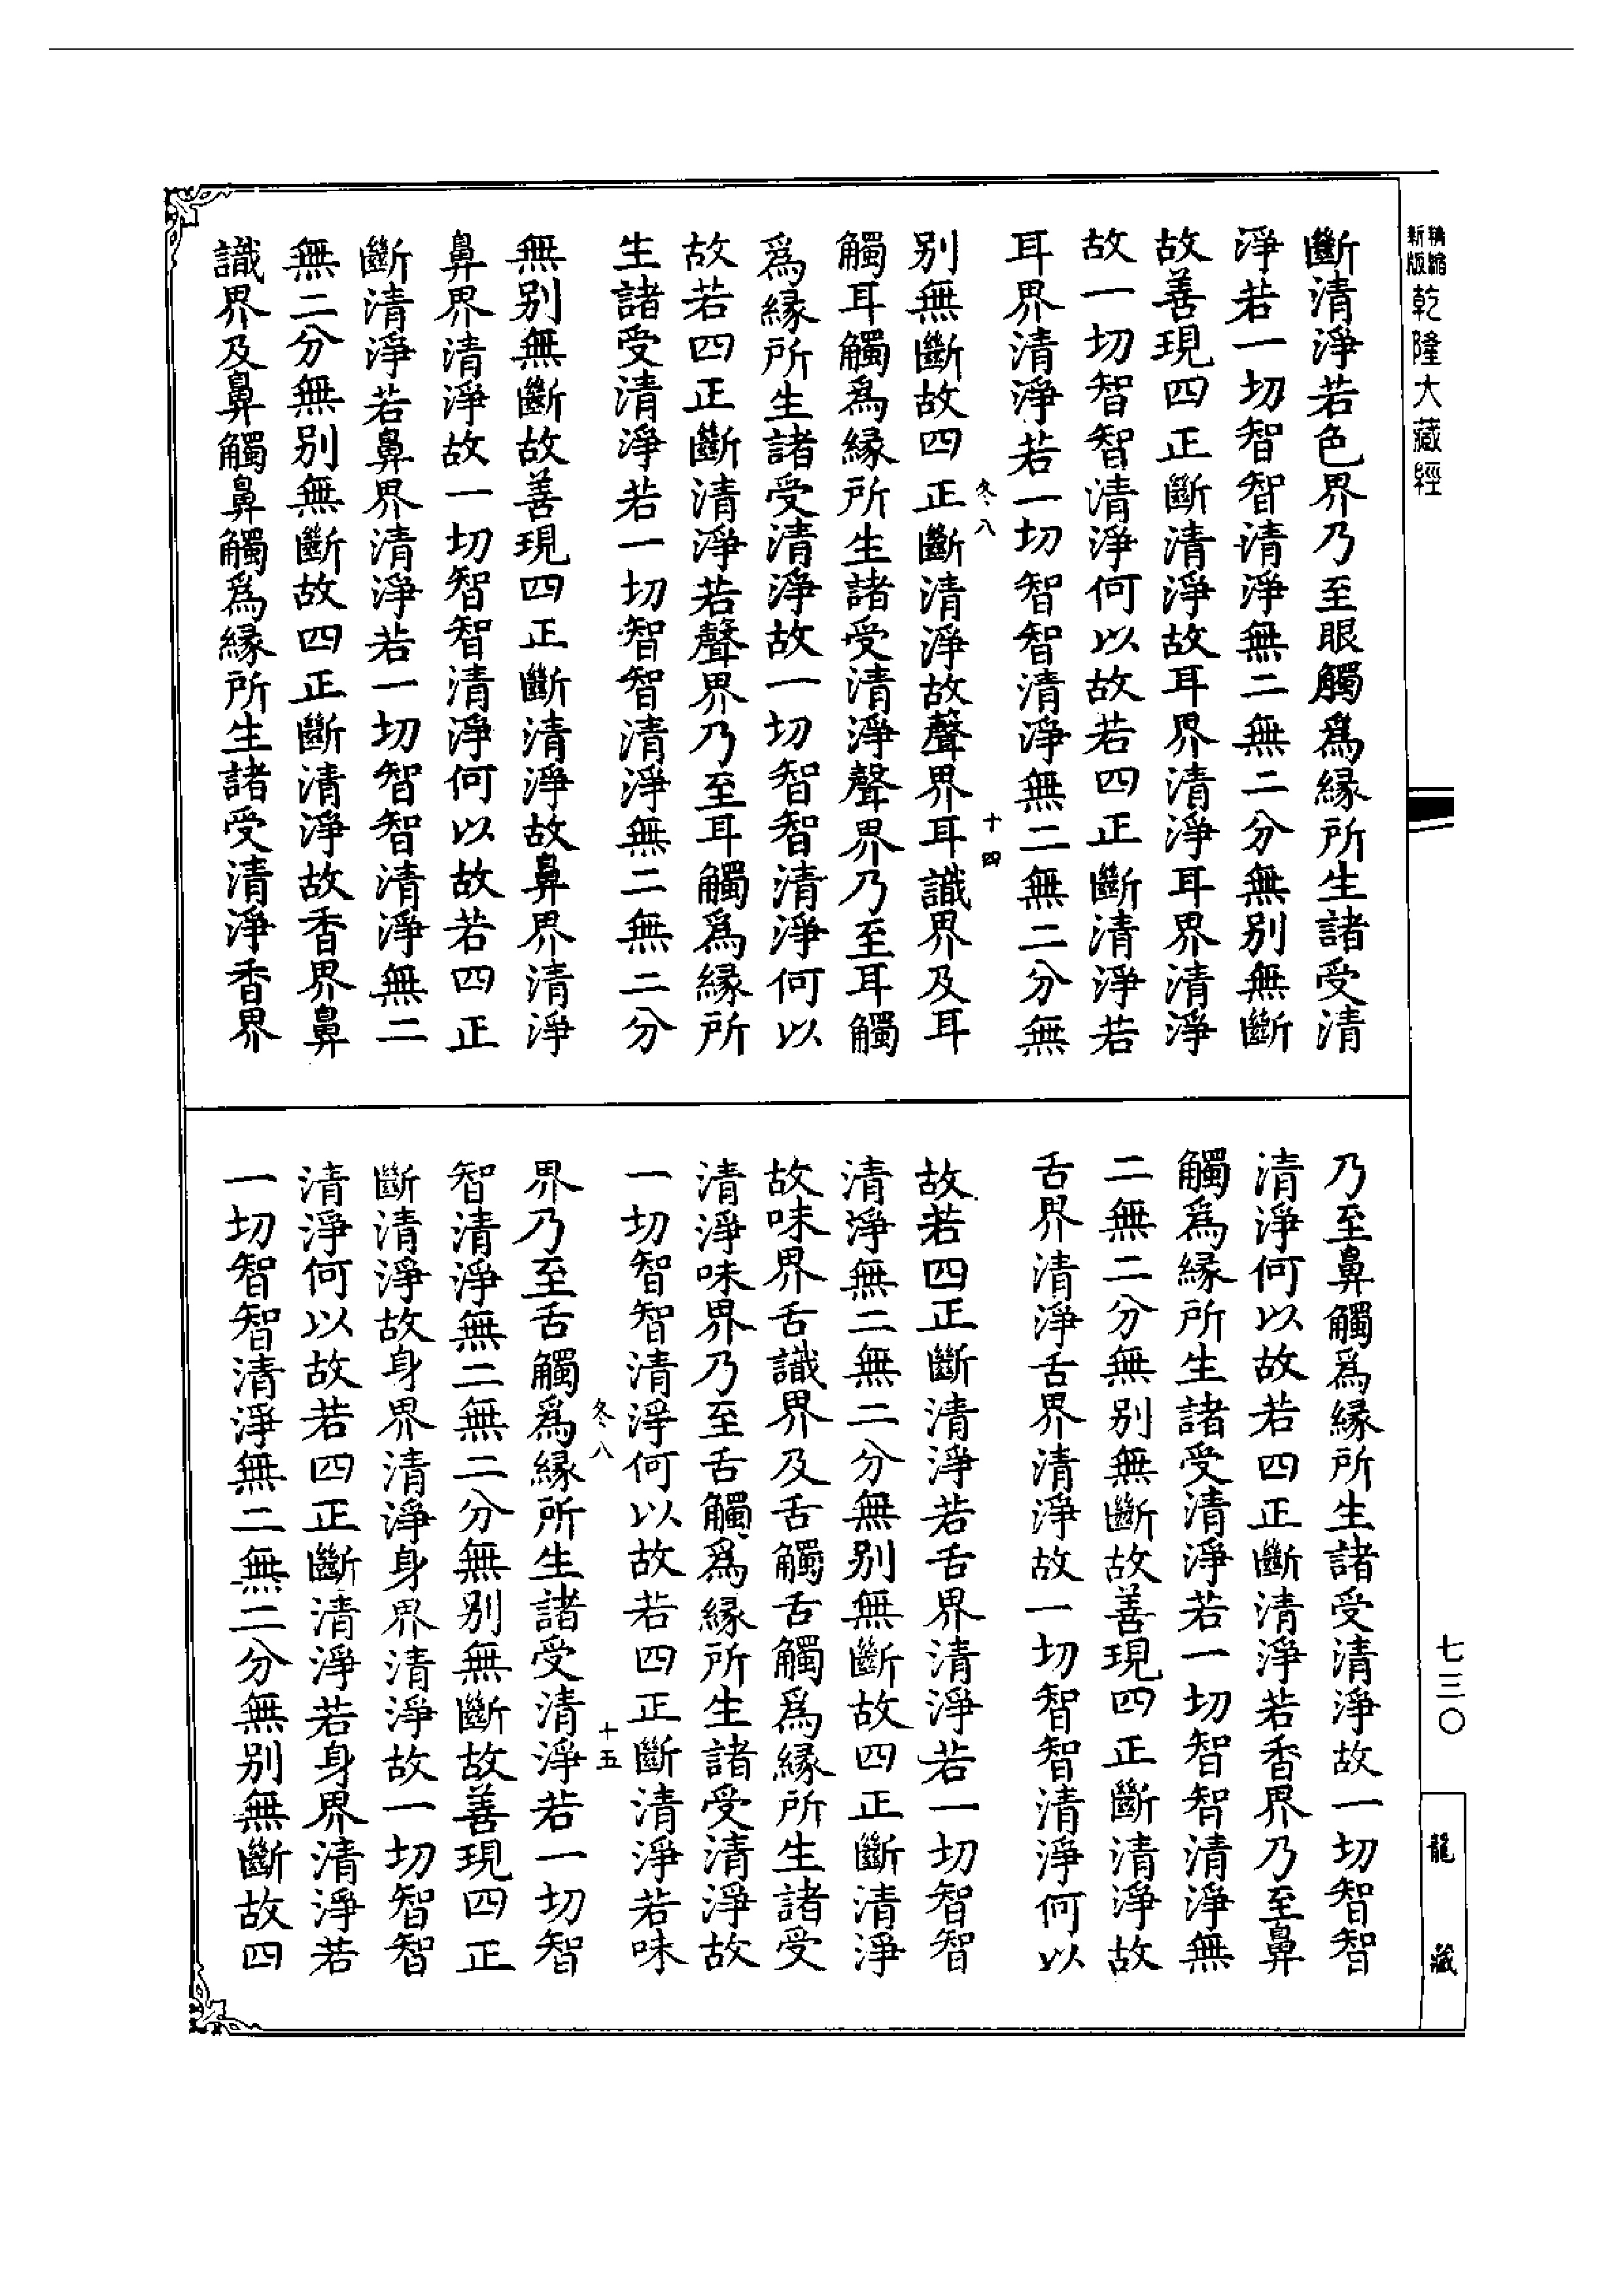 精縮
新版
乾隆大藏經
斷清淨若色界乃至眼觸為緣所生諸受清
淨若一切智智清淨無二無二分無別無斷
故善現四正斷清淨故耳界清淨耳界清淨
故一切智智清淨何以故若四正斷清淨若
耳界清淨若一切智智清淨無二無二分無
冬八
十四
別無斷故四正斷清淨故聲界耳識界及耳
觸耳觸為緣所生諸受清淨聲界乃至耳觸
為緣所生諸受清淨故一切智智清淨何以
故若四正斷清淨若聲界乃至耳觸為緣所
生諸受清淨若一切智智清淨無二無二分
無別無斷故善現四正斷清淨故鼻界清淨
鼻界清淨故一切智智清淨何以故若四正
斷清淨若鼻界清淨若一切智智清淨無二
無二分無別無斷故四正斷清淨故香界鼻
識界及鼻觸鼻觸為緣所生諸受清淨香界
乃至鼻觸為緣所生諸受清淨故一切智智
清淨何以故若四正斷清淨若香界乃至鼻
觸為緣所生諸受清淨若一切智智清淨無
二無二分無別無斷故善現四正斷清淨故
舌界清淨舌界清淨故一切智智清淨何以
故若四正斷清淨若舌界清淨若一切智智
清淨無二無二分無別無斷故四正斷清淨
故味界舌識界及舌觸舌觸為緣所生諸受
清淨味界乃至舌觸為緣所生諸受清淨故
一切智智清淨何以故若四正斷清淨若味
冬八
十五
界乃至舌觸為緣所生諸受清淨若一切智
智清淨無二無二分無別無斷故善現四正
斷清淨故身界清淨身界清淨故一切智智
清淨何以故若四正斷清淨若身界清淨若
一切智智清淨無二無二分無別無斷故四
七三〇
龍藏